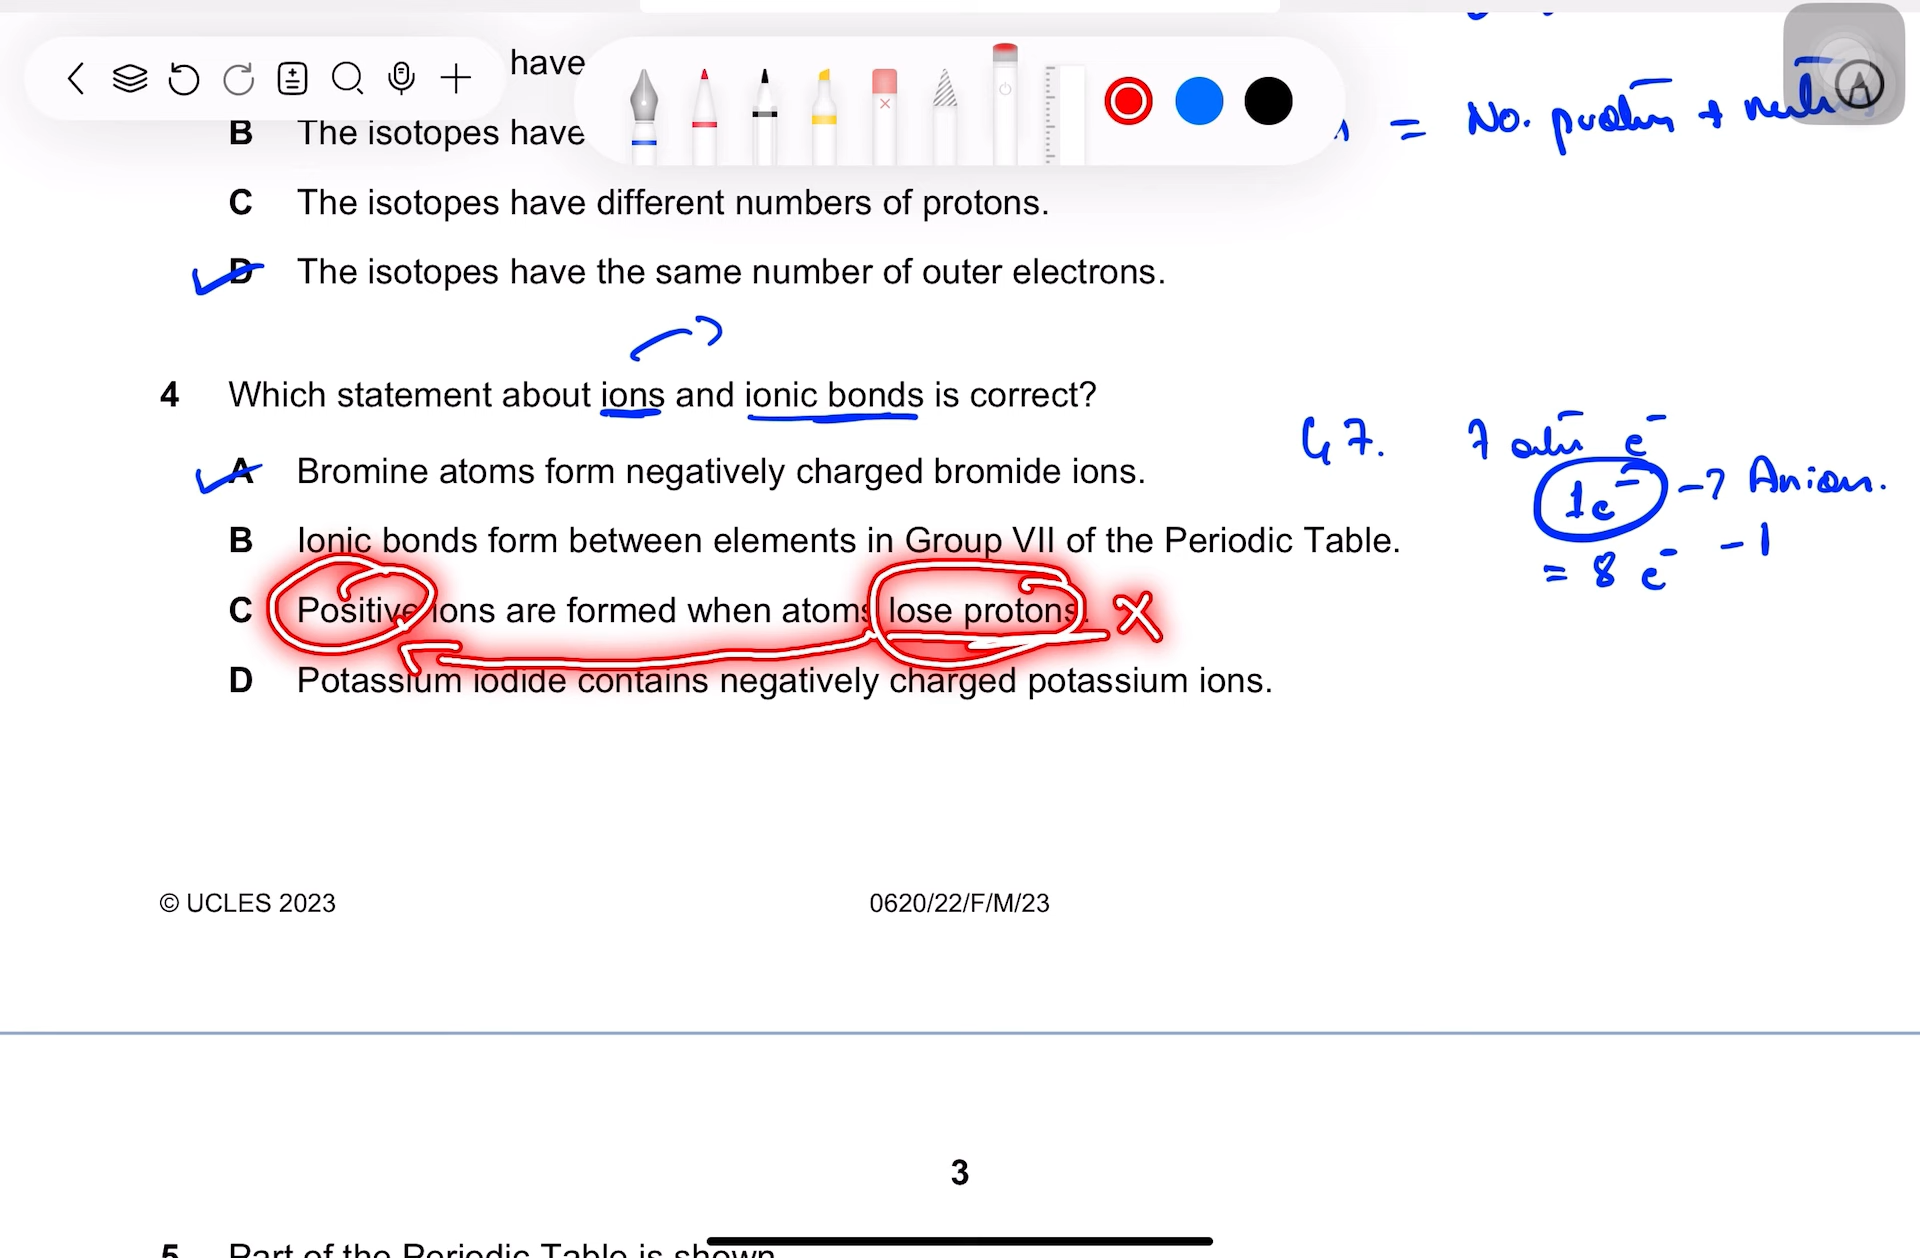 have
B The isotopes have
= No. protin + neutr
C The isotopes have different numbers of protons.
D The isotopes have the same number of outer electrons.
4 Which statement about ions and ionic bonds is correct?
G7. 7 e-
A Bromine atoms form negatively charged bromide ions.
1e- → Anion.
B Ionic bonds form between elements in Group VII of the Periodic Table.
-1
= 8 e-
C Positive ions are formed when atoms lose protons. X
D Potassium iodide contains negatively charged potassium ions.
© UCLES 2023
0620/22/F/M/23
3
5 Part of the Periodic Table is shown